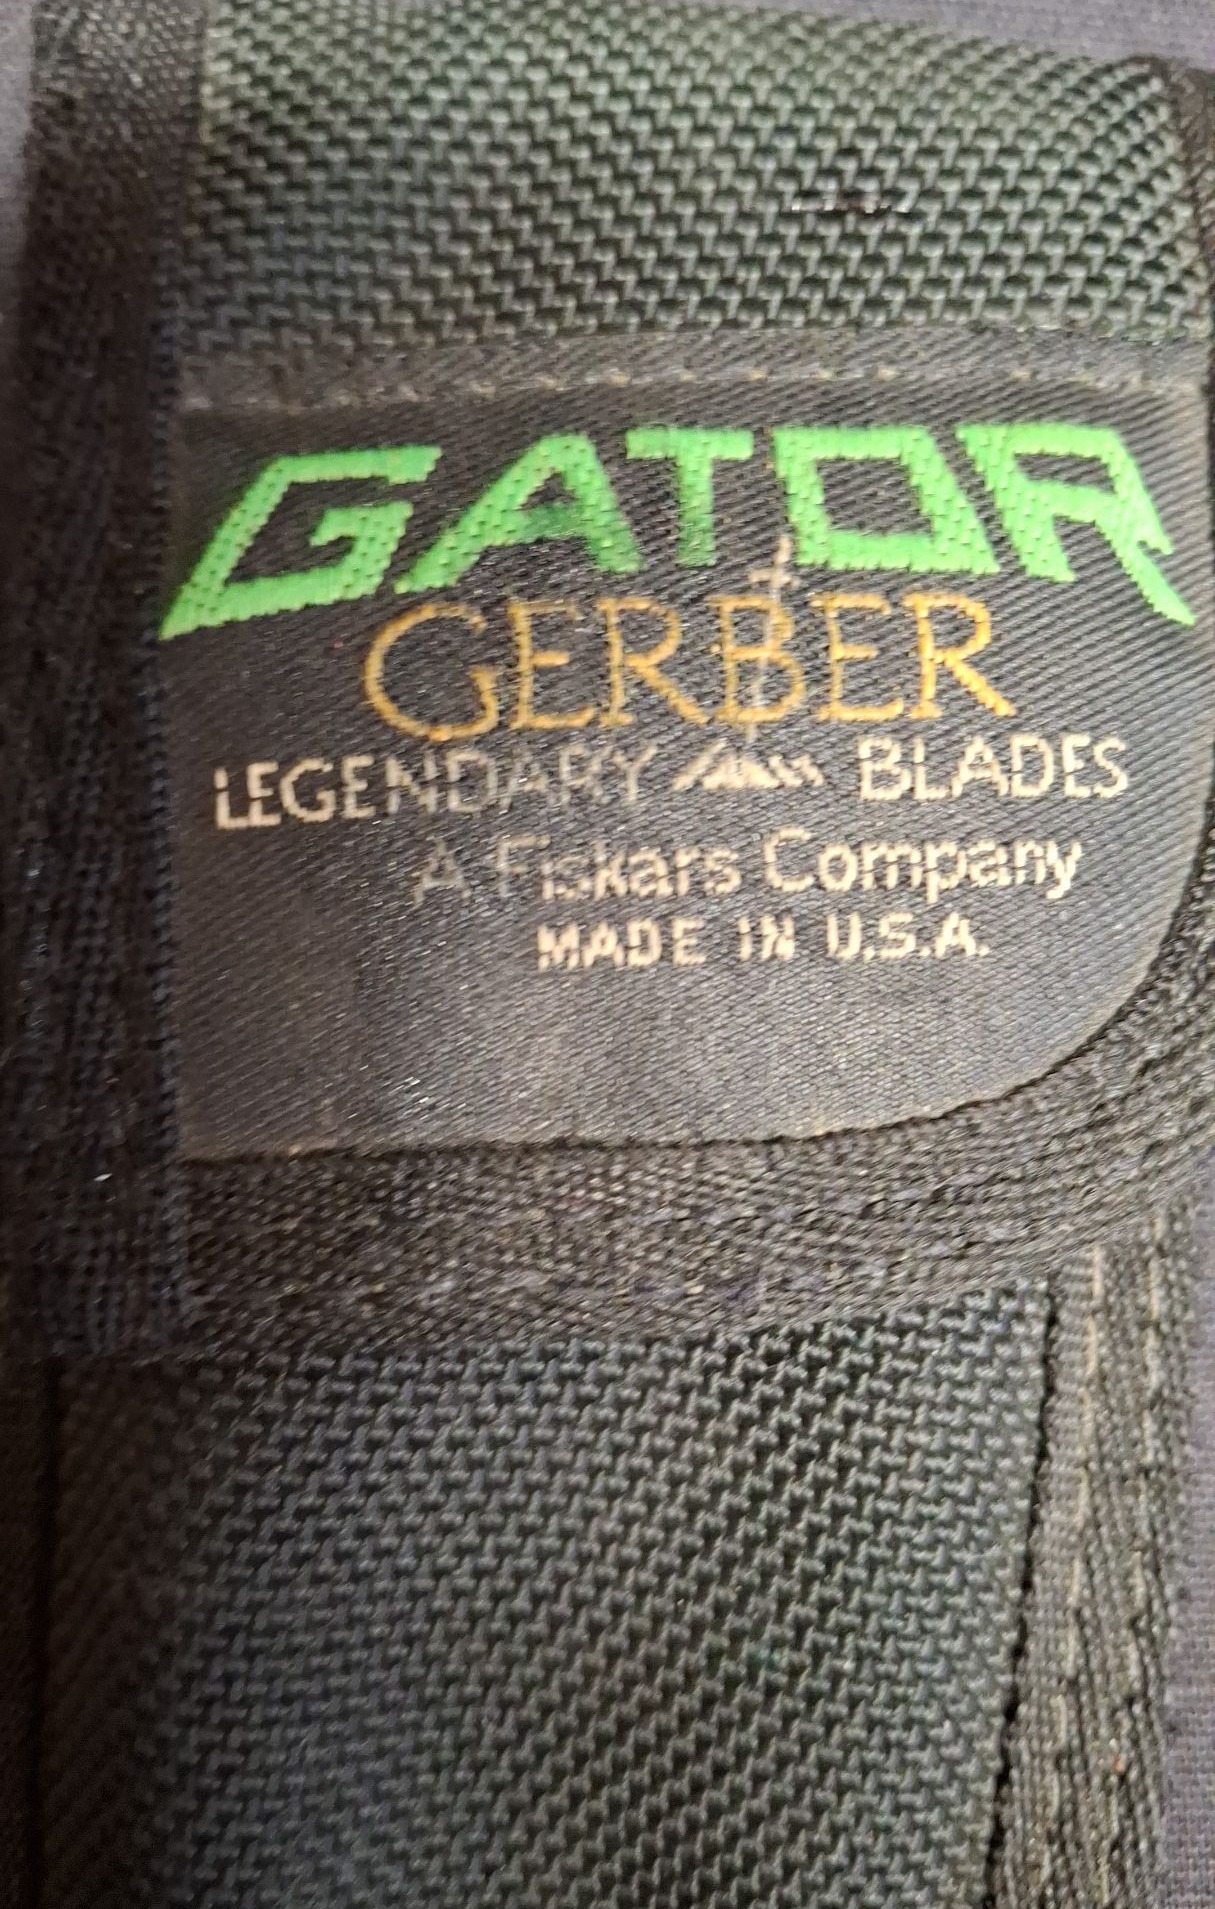 GATOR
GERBER
LEGENDARY BLADES
A Fiskars Company
MADE IN U.S.A.